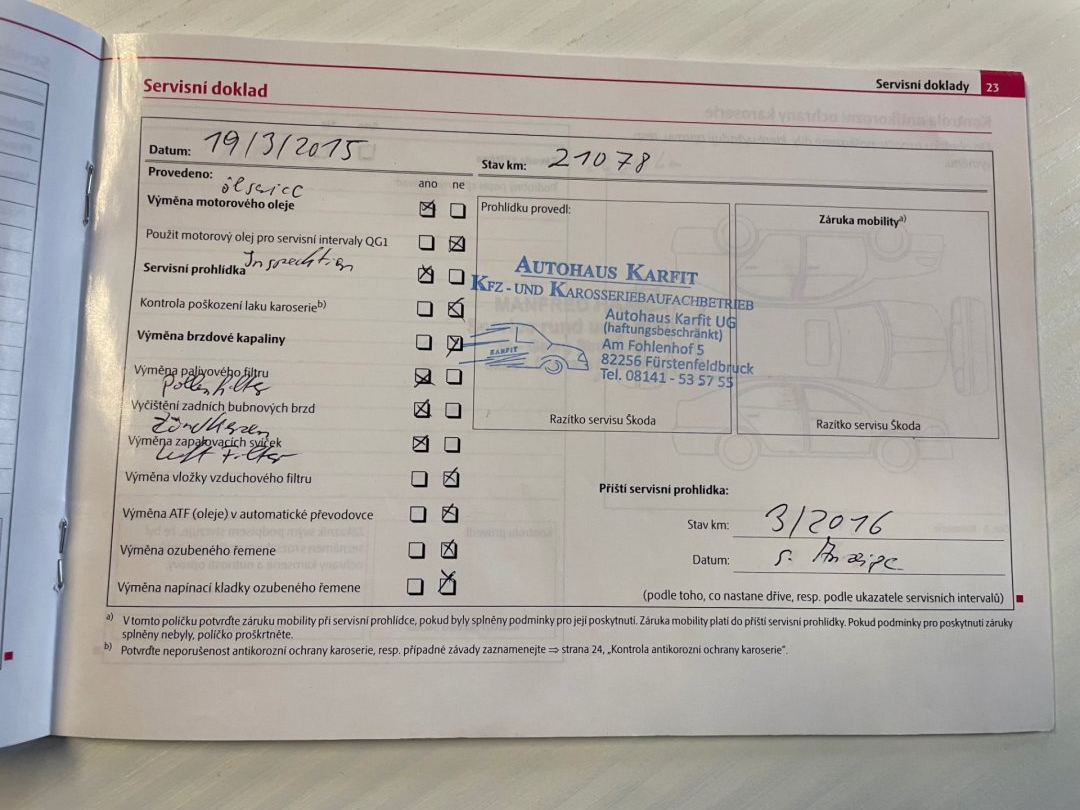 Servisní doklady 23
Servisní doklad
Datum: 19/3/2015
Stav km: 21078
Provedeno: ölservice
ano ne
Výměna motorového oleje
Použit motorový olej pro servisní intervaly QG1
Servisní prohlídka Inspection
Kontrola poškození laku karoserie b)
Výměna brzdové kapaliny
Výměna palivového filtru
Pollenfilter
Vyčištění zadních bubnových brzd
Zündkerzen
Výměna zapalovacích svíček
Luft Filter
Výměna vložky vzduchového filtru
Výměna ATF (oleje) v automatické převodovce
Výměna ozubeného řemene
Výměna napínací kladky ozubeného řemene
Prohlídku provedl:
AUTOHAUS KARFIT
KFZ - UND KAROSSERIEBAUFACHBETRIEB
KARFIT
Autohaus Karfit UG
(haftungsbeschränkt)
Am Fohlenhof 5
82256 Fürstenfeldbruck
Tel. 08141 - 53 57 55
Razítko servisu Škoda
Záruka mobility a)
Razítko servisu Škoda
Příští servisní prohlídka:
Stav km: 3/2016
Datum: s. Anzeige
(podle toho, co nastane dříve, resp. podle ukazatele servisních intervalů)
a) V tomto políčku potvrďte záruku mobility při servisní prohlídce, pokud byly splněny podmínky pro její poskytnutí. Záruka mobility platí do příští servisní prohlídky. Pokud podmínky pro poskytnutí záruky
splněny nebyly, políčko proškrtněte.
b) Potvrďte neporušenost antikorozní ochrany karoserie, resp. případné závady zaznamenejte ⇒ strana 24, „Kontrola antikorozní ochrany karoserie“.